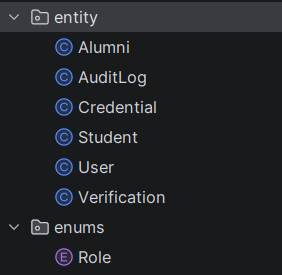 entity
C Alumni
C AuditLog
C Credential
C Student
C User
C Verification
enums
E Role